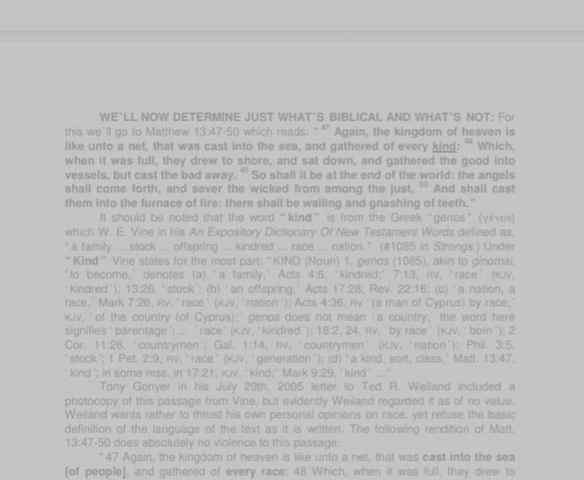 WE'LL NOW DETERMINE JUST WHAT'S BIBLICAL AND WHAT'S NOT: For
this we'll go to Matthew 13:47-50 which reads: "47 Again, the kingdom of heaven is
like unto a net, that was cast into the sea, and gathered of every kind: 48 Which,
when it was full, they drew to shore, and sat down, and gathered the good into
vessels, but cast the bad away. 49 So shall it be at the end of the world: the angels
shall come forth, and sever the wicked from among the just, 50 And shall cast
them into the furnace of fire: there shall be wailing and gnashing of teeth."
It should be noted that the word "kind" is from the Greek "genos" (γένος)
which W. E. Vine in his An Expository Dictionary Of New Testament Words defined as,
"a family ... stock ... offspring ... kindred ... race ... nation." (#1085 in Strongs.) Under
"Kind" Vine states for the most part: "KIND (Noun) 1. genos (1085), akin to ginomai,
'to become,' denotes (a) 'a family,' Acts 4:6, 'kindred;' 7:13, RV, 'race' (KJV,
'kindred'); 13:26, 'stock'; (b) 'an offspring,' Acts 17:28; Rev. 22:16; (c) 'a nation, a
race,' Mark 7:26, RV, 'race' (KJV, 'nation'); Acts 4:36, RV '(a man of Cyprus) by race,'
KJV, 'of the country (of Cyprus);' genos does not mean 'a country;' the word here
signifies 'parentage'; ... 'race' (KJV, 'kindred'); 18:2, 24, RV, 'by race' (KJV, 'born'); 2
Cor. 11:26, 'countrymen'; Gal. 1:14, RV, 'countrymen' (KJV, 'nation'); Phil. 3:5,
'stock'; 1 Pet. 2:9, RV, 'race' (KJV, 'generation'); (d) 'a kind, sort, class,' Matt. 13:47,
'kind'; in some mss. in 17:21, KJV, 'kind;' Mark 9:29, 'kind' ..."
Tony Gonyer in his July 29th, 2005 letter to Ted R. Weiland included a
photocopy of this passage from Vine, but evidently Weiland regarded it as of no value.
Weiland wants rather to thrust his own personal opinions on race, yet refuse the basic
definition of the language of the text as it is written. The following rendition of Matt.
13:47-50 does absolutely no violence to this passage:
"47 Again, the kingdom of heaven is like unto a net, that was cast into the sea
[of people], and gathered of every race: 48 Which, when it was full, they drew to